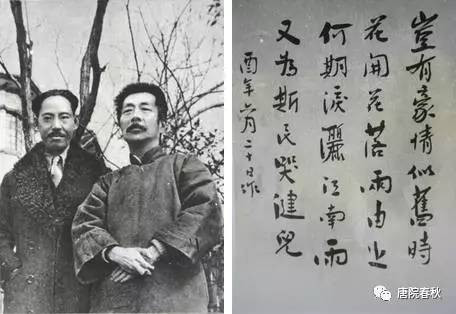 豈有豪情似舊時
花開花落兩由之
何期淚灑江南雨
又為斯民哭健兒
酉年六月二十日作
唐院春秋